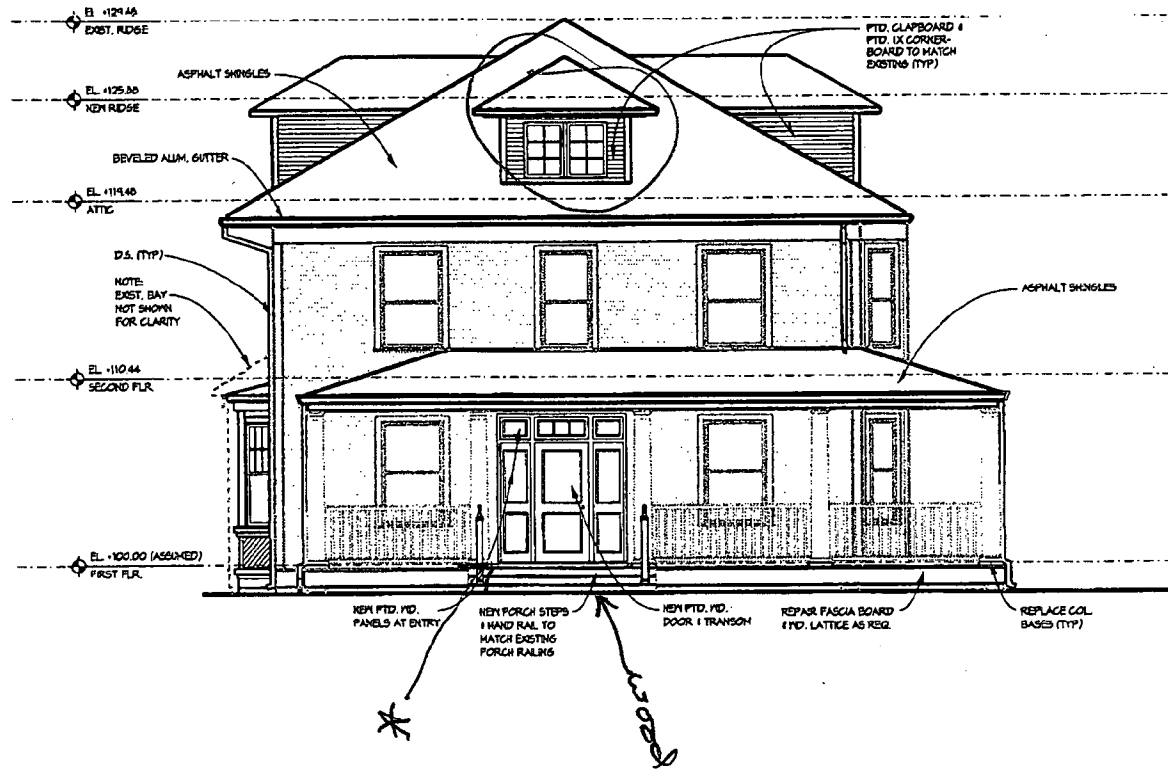 EL +129.48
EXIST. RIDGE
PTD. CLAPBOARD &
PTD. 1X CORNER-
BOARD TO MATCH
EXISTING (TYP)
ASPHALT SHINGLES
EL. +125.88
NEW RIDGE
BEVELED ALUM. GUTTER
EL +119.48
ATTIC
D.S. (TYP)
NOTE:
EXIST. BAY
NOT SHOWN
FOR CLARITY
ASPHALT SHINGLES
EL. +110.44
SECOND FLR.
EL. +100.00 (ASSUMED)
FIRST FLR.
NEW PTD. WD.
PANELS AT ENTRY
NEW PORCH STEPS
& HAND RAIL TO
MATCH EXISTING
PORCH RAILING
NEW PTD. WD.
DOOR & TRANSOM
REPAIR FASCIA BOARD
& WD. LATTICE AS REQ.
REPLACE COL.
BASES (TYP)
wood